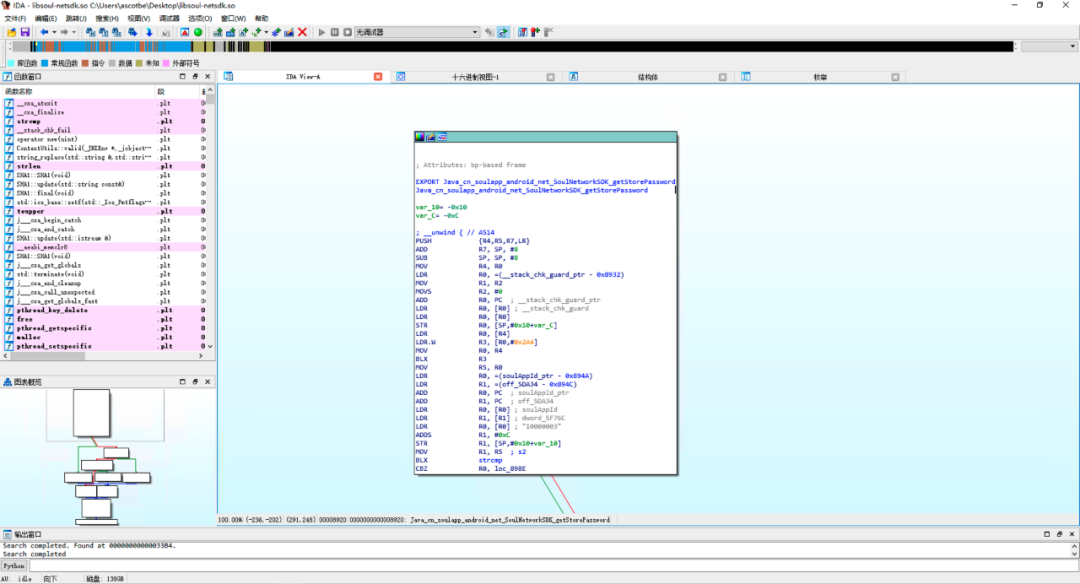 IDA - libsoul-netsdk.so C:\Users\ascotbe\Desktop\libsoul-netsdk.so
文件(F) 编辑(E) 跳转(J) 搜索(H) 视图(V) 调试器 选项(O) 窗口(W) 帮助
无调试器
库函数 常规函数 指令 数据 未知 外部符号
函数窗口
IDA View-A
十六进制视图-1
结构体
枚举
函数名称 段
__cxa_atexit .plt
__cxa_finalize .plt
strcmp .plt
__stack_chk_fail .plt
operator new(uint) .plt
ContextUtils::valid(_JNIEnv *,_jobject··· .plt
string_replace(std::string & std::stri··· .plt
strlen .plt
SHA1::SHA1(void) .plt
SHA1::update(std::string const&) .plt
SHA1::final(void) .plt
std::ios_base::setf(std::_Ios_Fmtflags··· .plt
toupper .plt
j___cxa_begin_catch .plt
j___cxa_end_catch .plt
SHA1::update(std::istream &) .plt
__aeabi_memclr8 .plt
SHA1::SHA1(void) .plt
j___cxa_get_globals .plt
std::terminate(void) .plt
j___cxa_end_cleanup .plt
j___cxa_call_unexpected .plt
j___cxa_get_globals_fast .plt
pthread_key_delete .plt
free .plt
pthread_getspecific .plt
malloc .plt
pthread_setspecific .plt
图表概览
; Attributes: bp-based frame
EXPORT Java_cn_soulapp_android_net_SoulNetworkSDK_getStorePassword
Java_cn_soulapp_android_net_SoulNetworkSDK_getStorePassword
var_10= -0x10
var_C= -0xC
; __unwind { // A514
PUSH {R4,R5,R7,LR}
ADD R7, SP, #8
SUB SP, SP, #8
MOV R4, R0
LDR R0, =(__stack_chk_guard_ptr - 0x8932)
MOV R1, R2
MOVS R2, #0
ADD R0, PC ; __stack_chk_guard_ptr
LDR R0, [R0] ; __stack_chk_guard
LDR R0, [R0]
STR R0, [SP,#0x10+var_C]
LDR R0, [R4]
LDR.W R3, [R0,#0x2A4]
MOV R0, R4
BLX R3
MOV R5, R0
LDR R0, =(soulAppId_ptr - 0x894A)
LDR R1, =(off_5DA34 - 0x894C)
ADD R0, PC ; soulAppId_ptr
ADD R1, PC ; off_5DA34
LDR R0, [R0] ; soulAppId
LDR R1, [R1] ; dword_5F76C
LDR R0, [R0] ; "10000003"
ADDS R1, #0xC
STR R1, [SP,#0x10+var_10]
MOV R1, R5 ; s2
BLX strcmp
CBZ R0, loc_898E
100.00% (-236,-202) (291,248) 00008920 0000000000008920: Java_cn_soulapp_android_net_SoulNetworkSDK_getStorePassword
输出窗口
Search completed. Found at 00000000000033B4.
Search completed
Python
AU: idle 向下 磁盘: 138GB